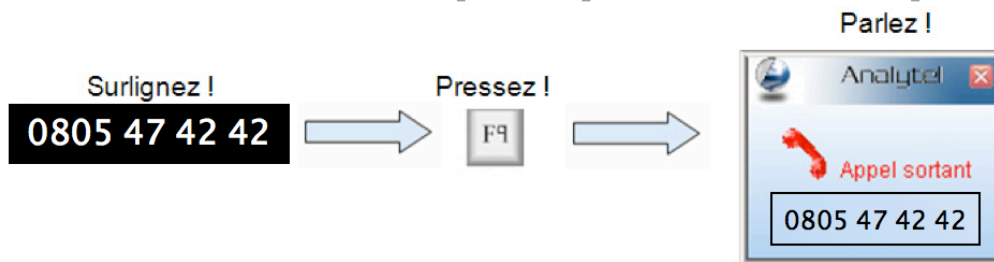 Surlignez !
0805 47 42 42
Pressez !
F9
Parlez !
Analytel
Appel sortant
0805 47 42 42